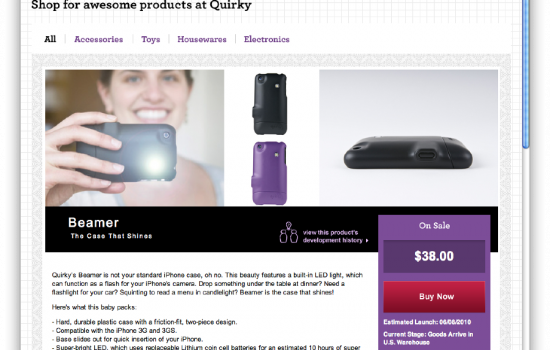 Shop for awesome products at Quirky
All Accessories Toys Housewares Electronics
Beamer
The Case That Shines
view this product's
development history
On Sale
$38.00
Buy Now
Estimated Launch: 06/08/2010
Current Stage: Goods Arrive in
U.S. Warehouse
Quirky's Beamer is not your standard iPhone case, oh no. This beauty features a built-in LED light, which
can function as a flash for your iPhone's camera. Drop something under the table at dinner? Need a
flashlight for your car? Squinting to read a menu in candlelight? Beamer is the case that shines!
Here's what this baby packs:
- Hard, durable plastic case with a friction-fit, two-piece design.
- Compatible with the iPhone 3G and 3GS.
- Base slides out for quick insertion of your iPhone.
- Super-bright LED, which uses replaceable Lithium coin cell batteries for an estimated 10 hours of super